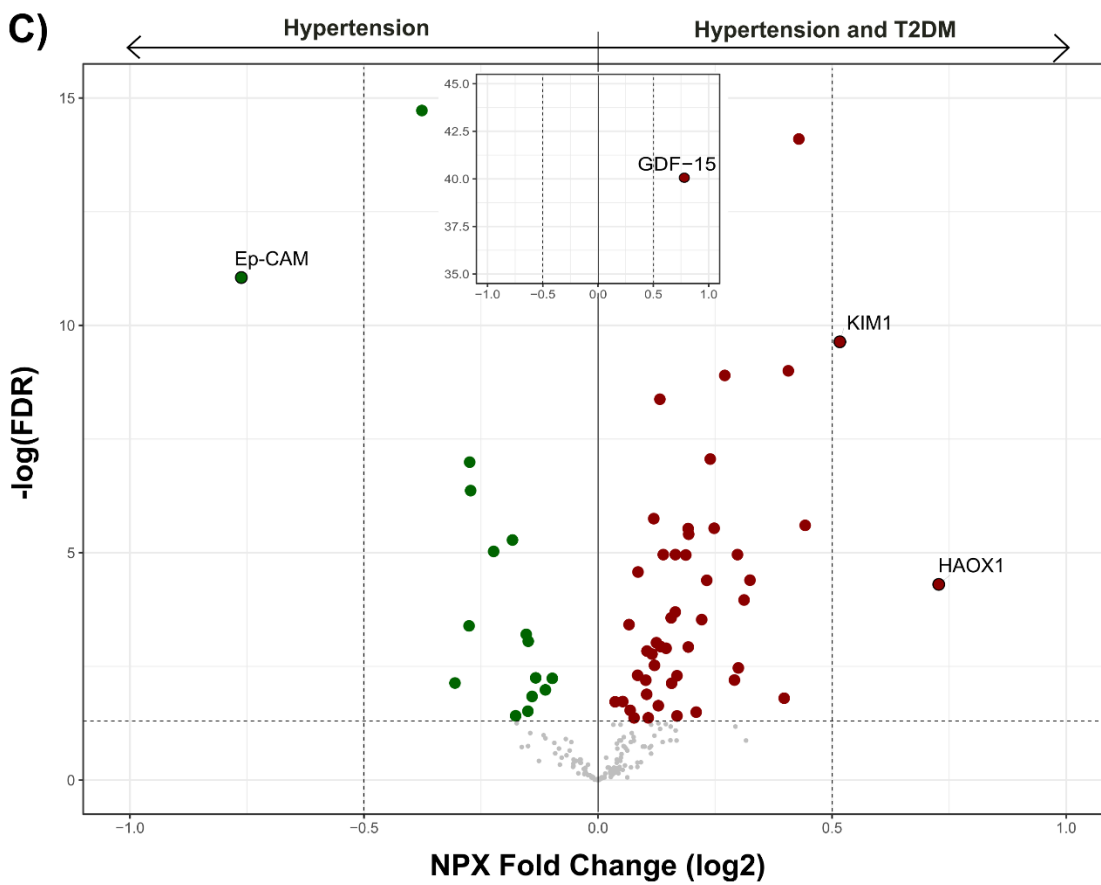 C)
Hypertension
Hypertension and T2DM
15
10
5
0
-log(FDR)
45.0
42.5
40.0
37.5
35.0
GDF−15
−1.0
−0.5
0.0
0.5
1.0
Ep-CAM
KIM1
HAOX1
−1.0
−0.5
0.0
0.5
1.0
NPX Fold Change (log2)